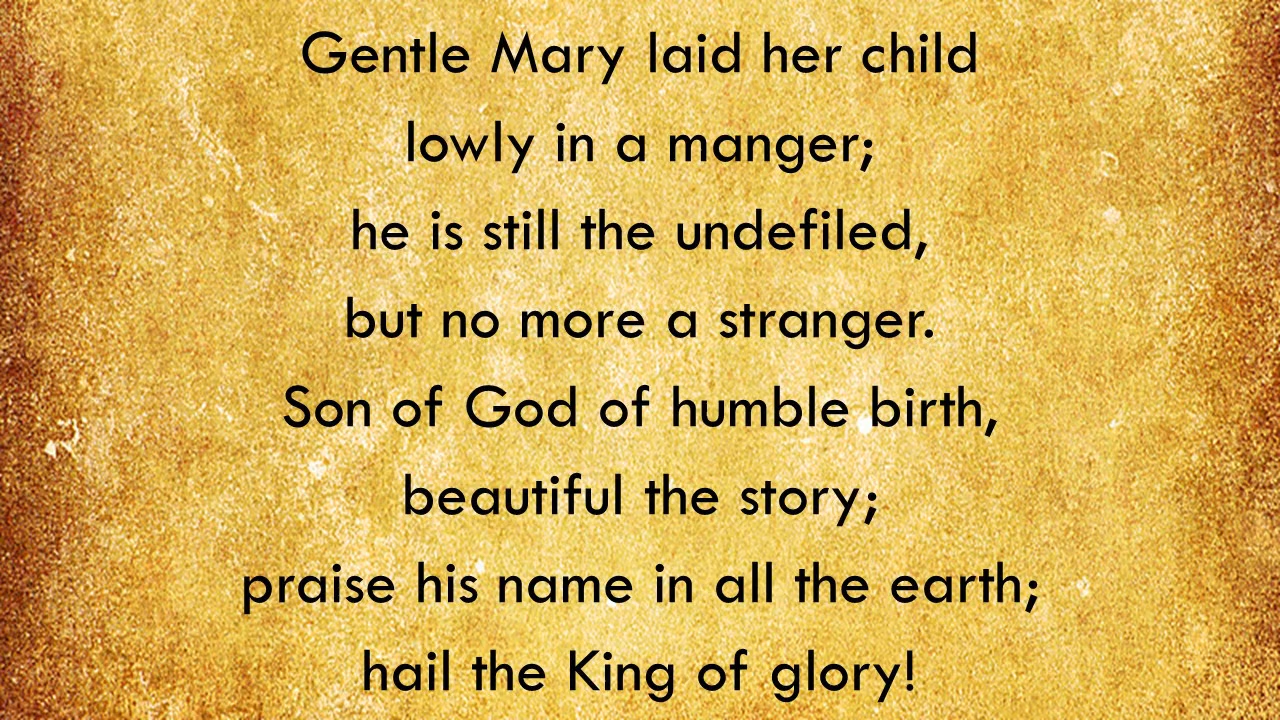 Gentle Mary laid her child
lowly in a manger;
he is still the undefiled,
but no more a stranger.
Son of God of humble birth,
beautiful the story;
praise his name in all the earth;
hail the King of glory!